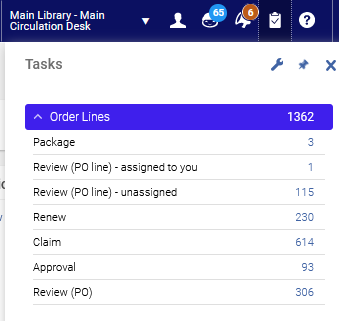 Main Library - Main
Circulation Desk
65
6
Tasks
Order Lines 1362
Package 3
Review (PO line) - assigned to you 1
Review (PO line) - unassigned 115
Renew 230
Claim 614
Approval 93
Review (PO) 306